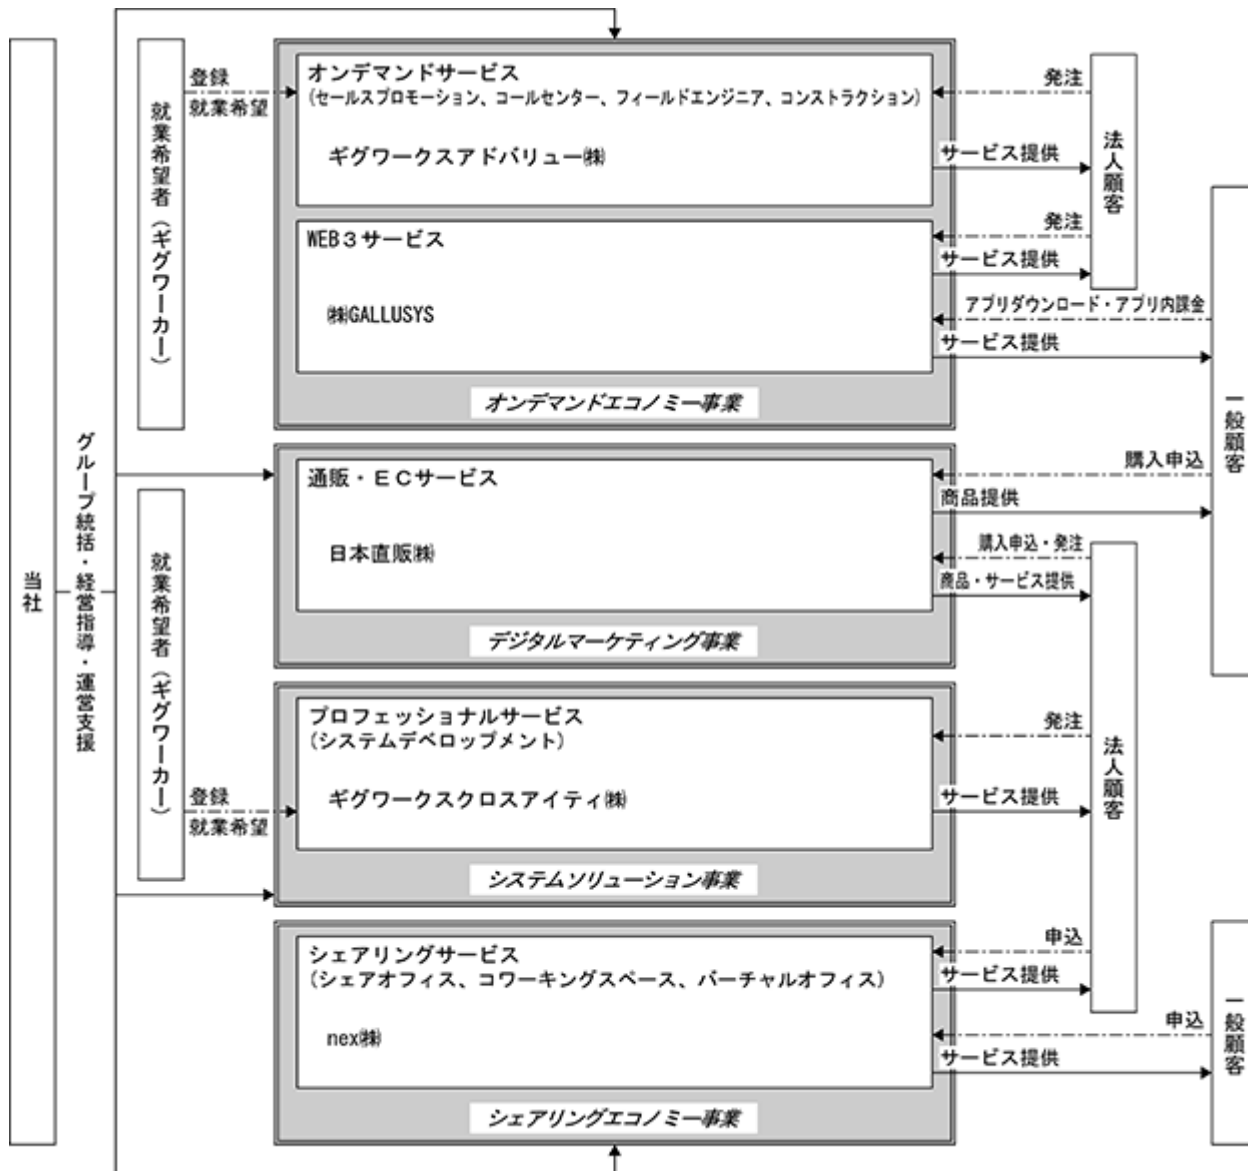 当社
グループ統括・経営指導・運営支援
就業希望者（ギグワーカー）
登録
就業希望
オンデマンドサービス
(セールスプロモーション、コールセンター、フィールドエンジニア、コンストラクション)
ギグワークスアドバリュー㈱
発注
サービス提供
法人顧客
WEB３サービス
㈱GALLUSYS
発注
サービス提供
アプリダウンロード・アプリ内課金
サービス提供
オンデマンドエコノミー事業
一般顧客
通販・ＥＣサービス
日本直販㈱
購入申込
商品提供
購入申込・発注
商品・サービス提供
デジタルマーケティング事業
就業希望者（ギグワーカー）
登録
就業希望
プロフェッショナルサービス
(システムデベロップメント)
ギグワークスクロスアイティ㈱
発注
サービス提供
法人顧客
システムソリューション事業
シェアリングサービス
(シェアオフィス、コワーキングスペース、バーチャルオフィス)
nex㈱
申込
サービス提供
申込
サービス提供
一般顧客
シェアリングエコノミー事業